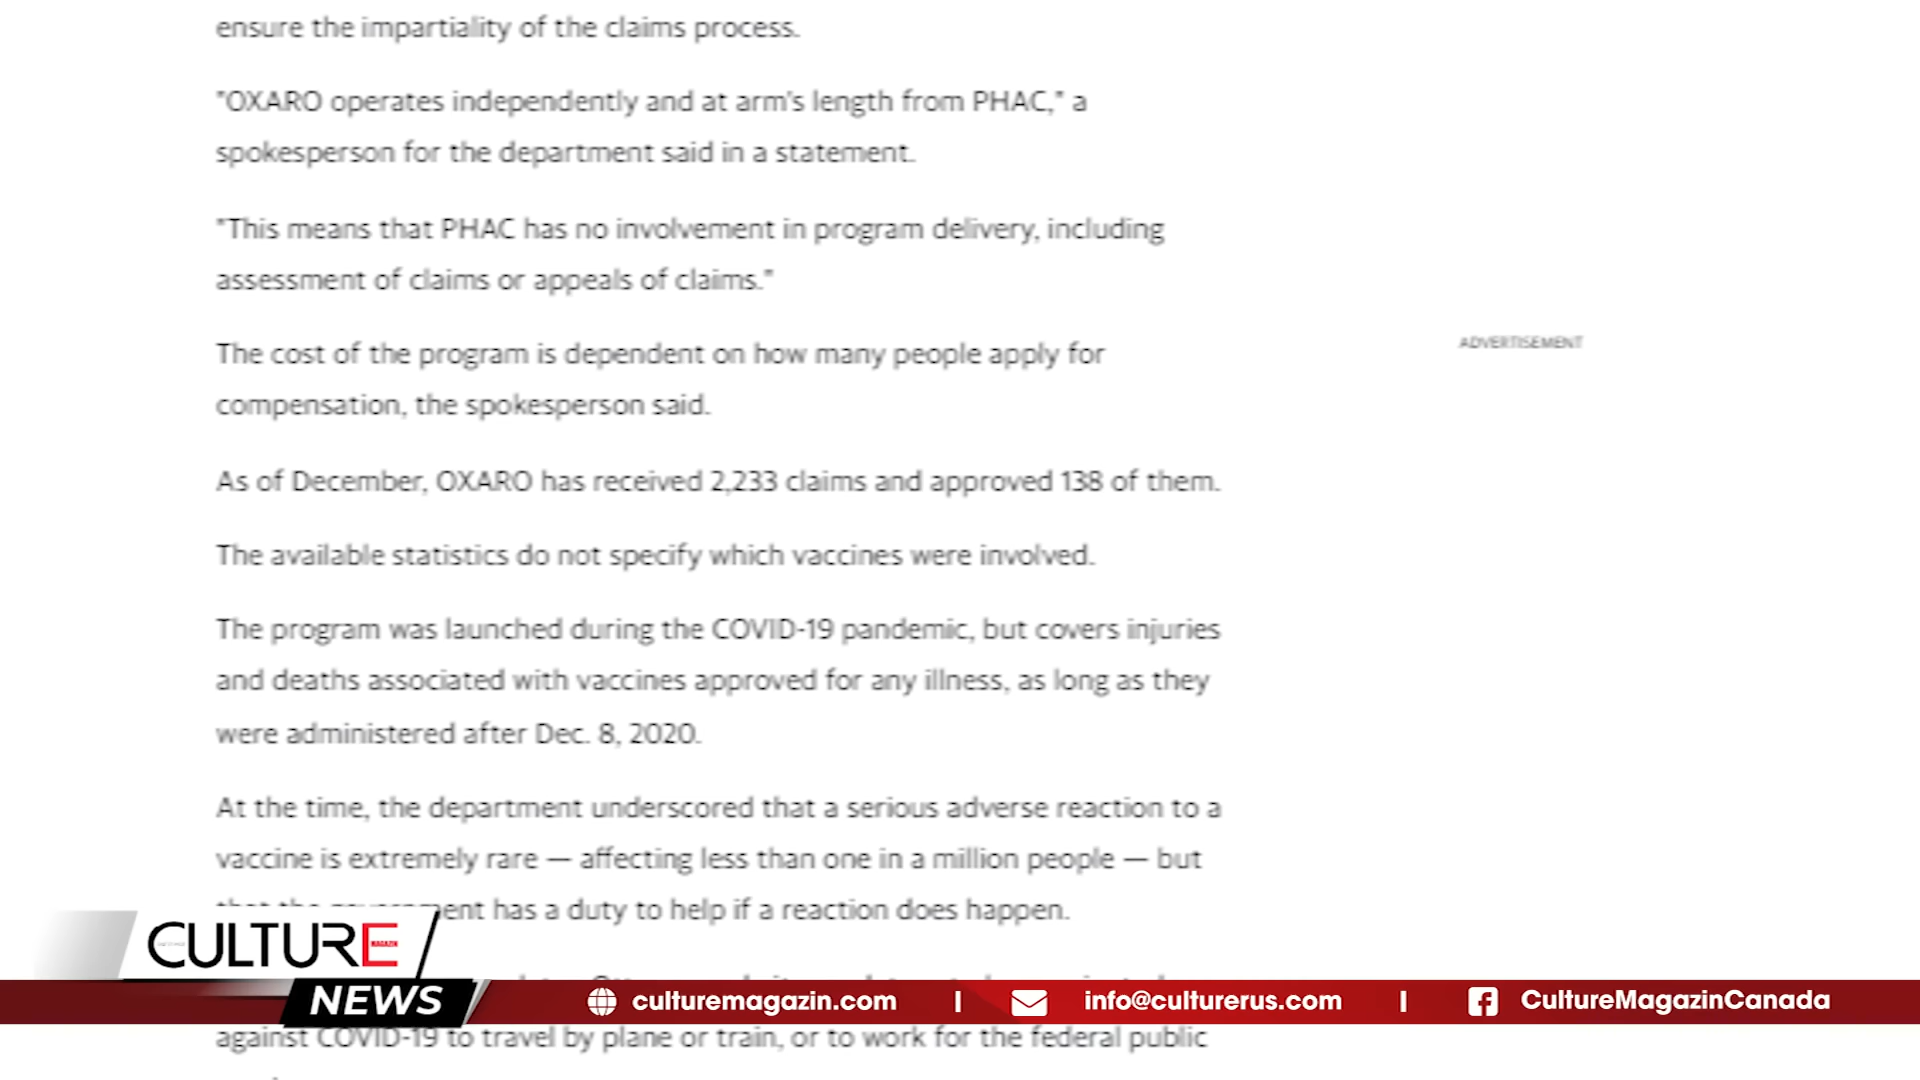 ensure the impartiality of the claims process.
"OXARO operates independently and at arm's length from PHAC," a
spokesperson for the department said in a statement.
"This means that PHAC has no involvement in program delivery, including
assessment of claims or appeals of claims."
The cost of the program is dependent on how many people apply for
compensation, the spokesperson said.
ADVERTISEMENT
As of December, OXARO has received 2,233 claims and approved 138 of them.
The available statistics do not specify which vaccines were involved.
The program was launched during the COVID-19 pandemic, but covers injuries
and deaths associated with vaccines approved for any illness, as long as they
were administered after Dec. 8, 2020.
At the time, the department underscored that a serious adverse reaction to a
vaccine is extremely rare — affecting less than one in a million people — but
that the government has a duty to help if a reaction does happen.
CULTURE
MAGAZIN
NEWS
culturemagazin.com | info@culturerus.com | CultureMagazinCanada
against COVID-19 to travel by plane or train, or to work for the federal public